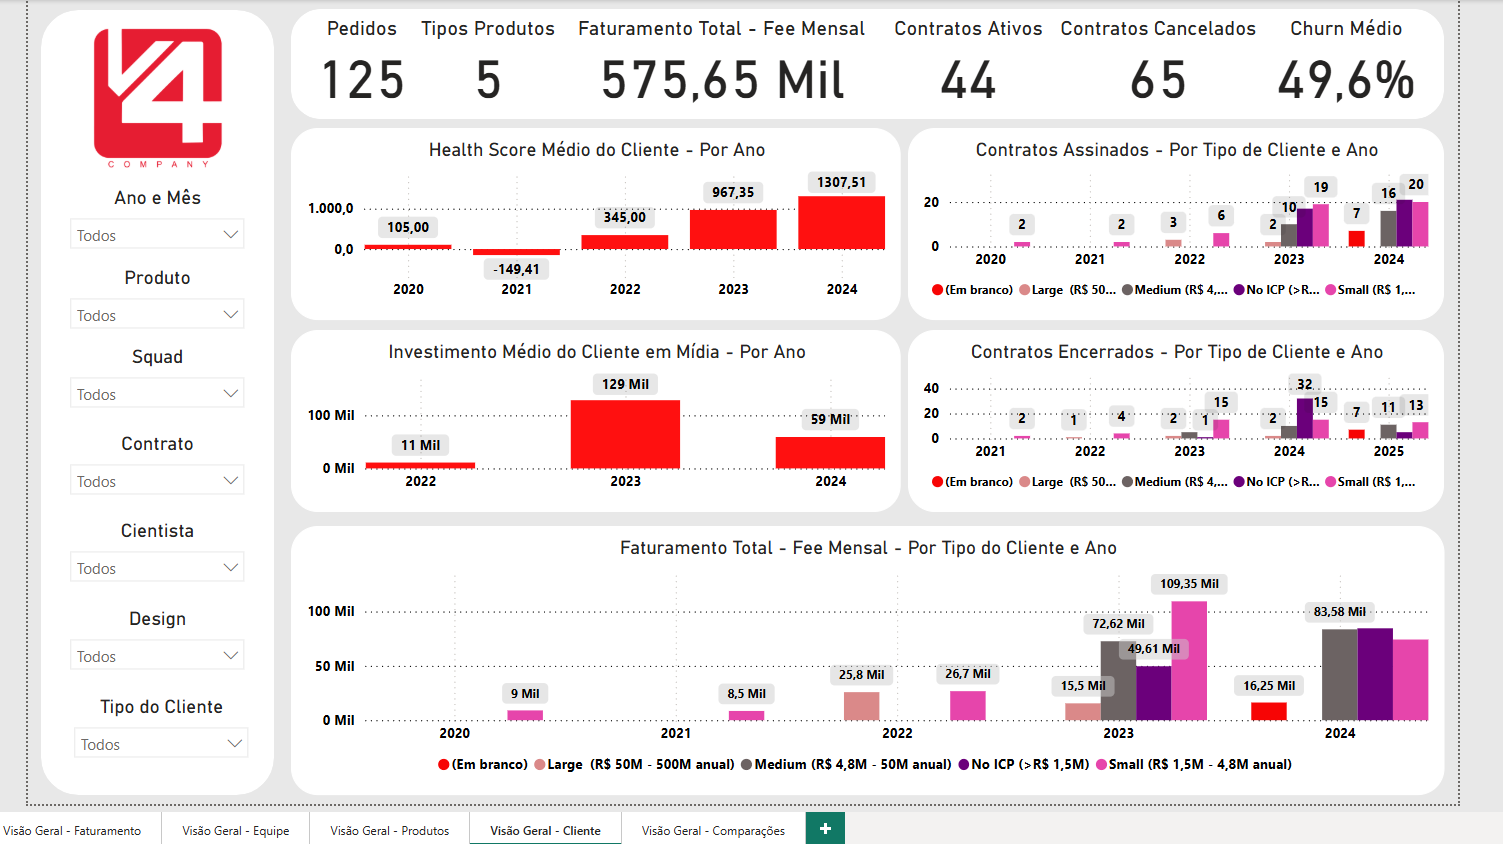 V4
COMPANY
Ano e Mês
Todos
Produto
Todos
Squad
Todos
Contrato
Todos
Cientista
Todos
Design
Todos
Tipo do Cliente
Todos
Pedidos
125
Tipos Produtos
5
Faturamento Total - Fee Mensal
575,65 Mil
Contratos Ativos
44
Contratos Cancelados
65
Churn Médio
49,6%
Health Score Médio do Cliente - Por Ano
1.000,0
0,0
105,00
-149,41
345,00
967,35
1307,51
2020 2021 2022 2023 2024
Contratos Assinados - Por Tipo de Cliente e Ano
20
0
2 2 3 6 2 10 19 7 16 20
2020 2021 2022 2023 2024
(Em branco) Large (R$ 50... Medium (R$ 4,... No ICP (>R... Small (R$ 1,...
Investimento Médio do Cliente em Mídia - Por Ano
100 Mil
0 Mil
11 Mil
129 Mil
59 Mil
2022 2023 2024
Contratos Encerrados - Por Tipo de Cliente e Ano
40
20
0
2 1 4 2 1 15 2 32 15 7 11 13
2021 2022 2023 2024 2025
(Em branco) Large (R$ 50... Medium (R$ 4,... No ICP (>R... Small (R$ 1,...
Faturamento Total - Fee Mensal - Por Tipo do Cliente e Ano
100 Mil
50 Mil
0 Mil
9 Mil
8,5 Mil
25,8 Mil
26,7 Mil
15,5 Mil
72,62 Mil
49,61 Mil
109,35 Mil
16,25 Mil
83,58 Mil
2020 2021 2022 2023 2024
(Em branco) Large (R$ 50M - 500M anual) Medium (R$ 4,8M - 50M anual) No ICP (>R$ 1,5M) Small (R$ 1,5M - 4,8M anual)
Visão Geral - Faturamento
Visão Geral - Equipe
Visão Geral - Produtos
Visão Geral - Cliente
Visão Geral - Comparações
+